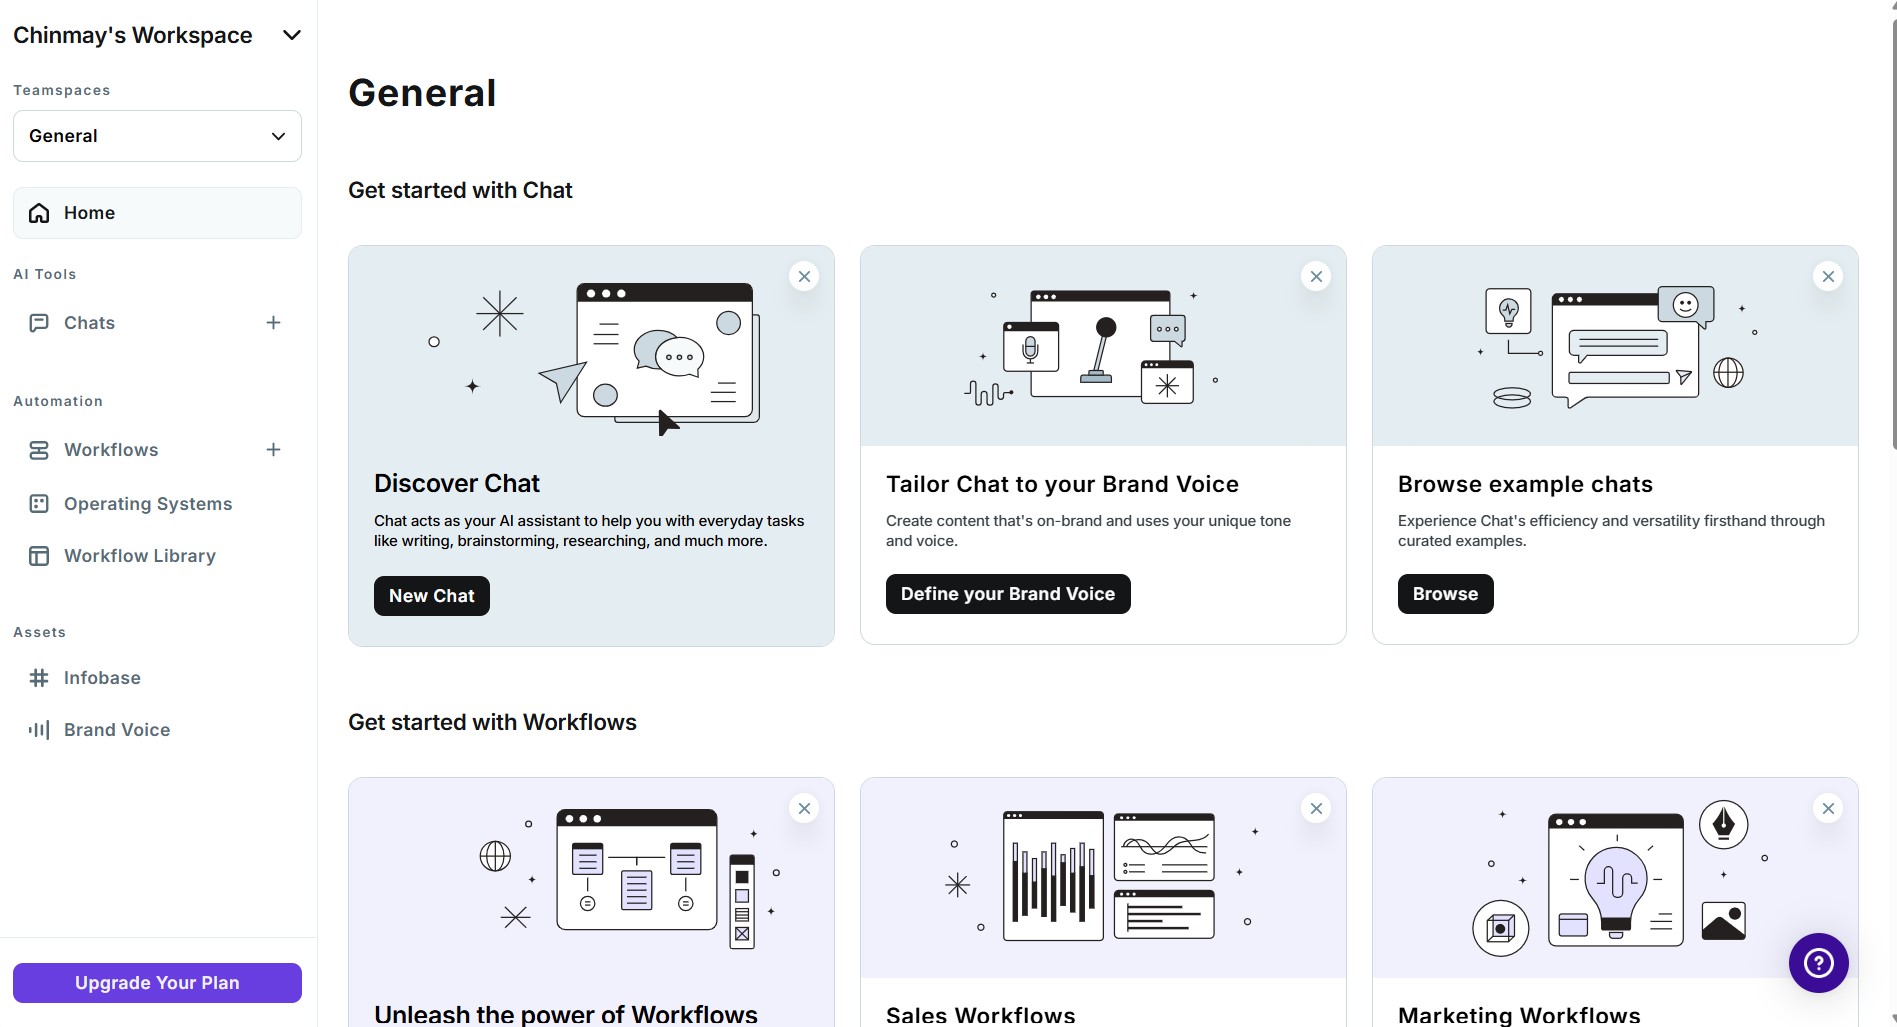 Chinmay's Workspace
Teamspaces
General
Home
AI Tools
Chats
Automation
Workflows
Operating Systems
Workflow Library
Assets
Infobase
Brand Voice
Upgrade Your Plan
General
Get started with Chat
Discover Chat
Chat acts as your AI assistant to help you with everyday tasks
like writing, brainstorming, researching, and much more.
New Chat
Tailor Chat to your Brand Voice
Create content that's on-brand and uses your unique tone
and voice.
Define your Brand Voice
Browse example chats
Experience Chat's efficiency and versatility firsthand through
curated examples.
Browse
Get started with Workflows
Unleash the power of Workflows
Sales Workflows
Marketing Workflows